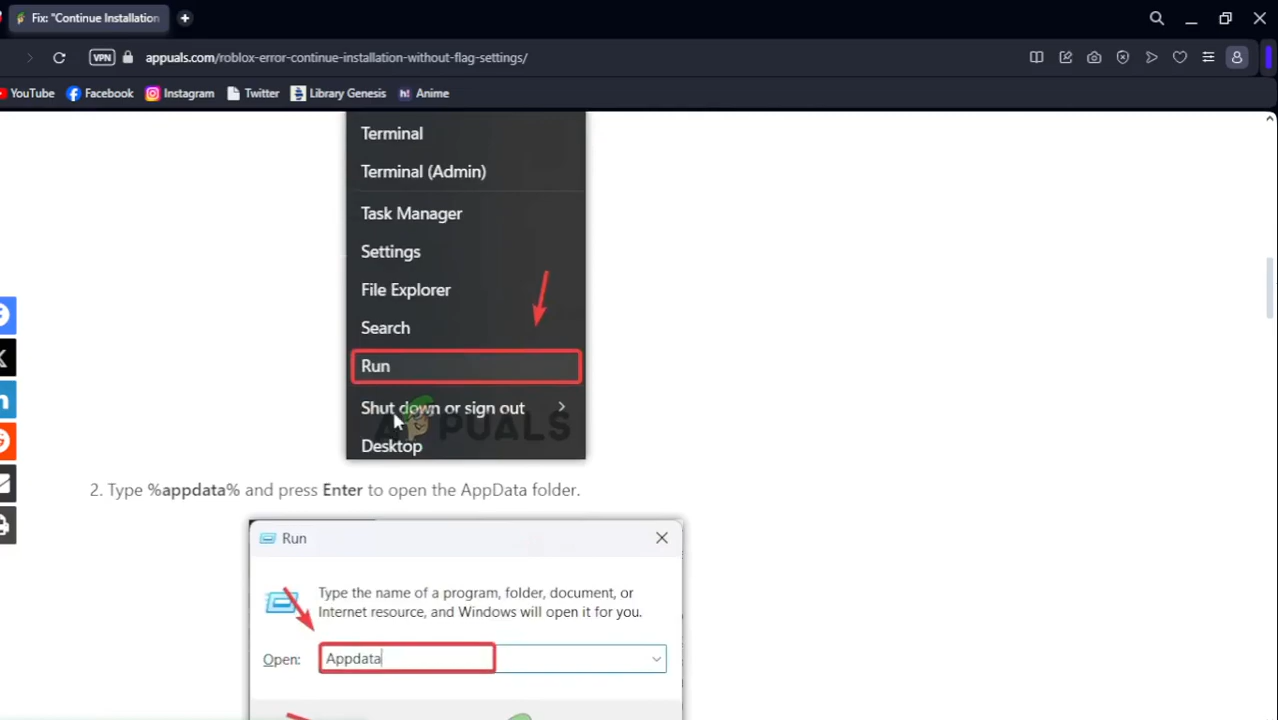 Fix: "Continue Installation
VPN
appuals.com/roblox-error-continue-installation-without-flag-settings/
YouTube
Facebook
Instagram
Twitter
Library Genesis
h!
Anime
Terminal
Terminal (Admin)
Task Manager
Settings
File Explorer
Search
Run
Shut down or sign out
APPUALS
Desktop
2. Type %appdata% and press Enter to open the AppData folder.
Run
Type the name of a program, folder, document, or
Internet resource, and Windows will open it for you.
Open:
Appdata